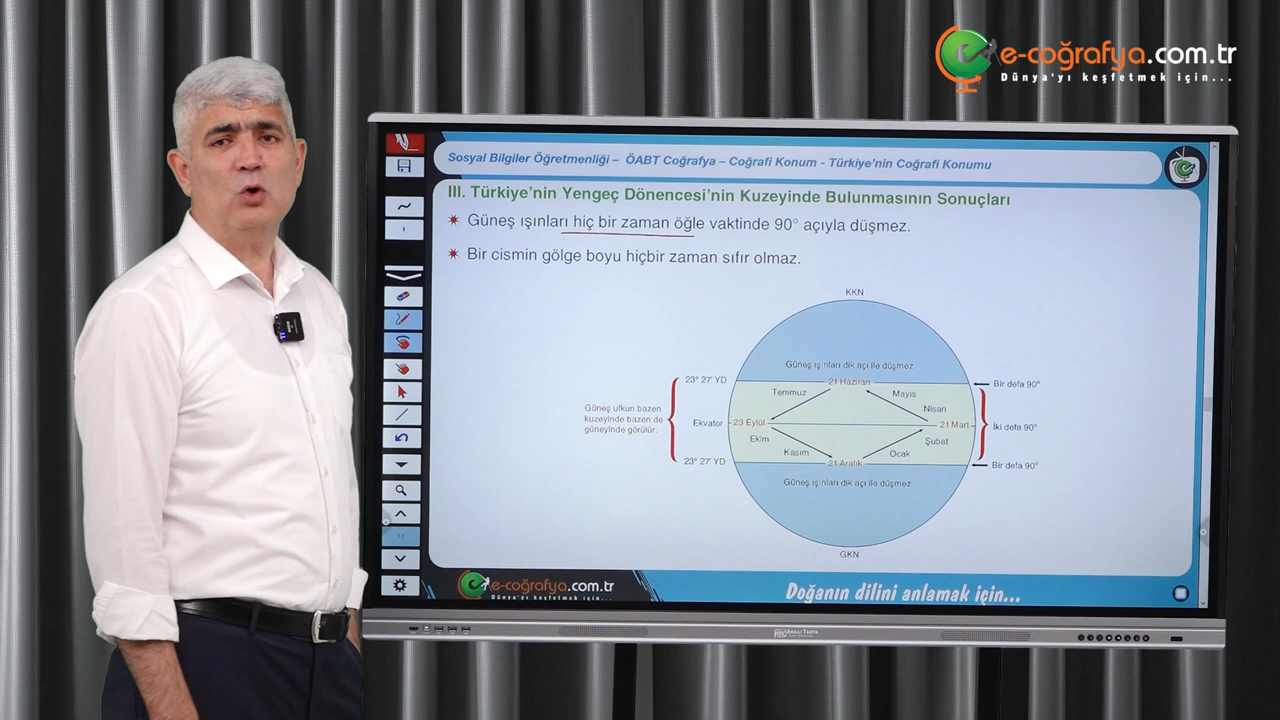 e-coğrafya.com.tr
Dünya'yı keşfetmek için...
Sosyal Bilgiler Öğretmenliği – ÖABT Coğrafya – Coğrafi Konum - Türkiye'nin Coğrafi Konumu
III. Türkiye'nin Yengeç Dönencesi'nin Kuzeyinde Bulunmasının Sonuçları
Güneş ışınları hiç bir zaman öğle vaktinde 90° açıyla düşmez.
Bir cismin gölge boyu hiçbir zaman sıfır olmaz.
KKN
Güneş ışınları dik açı ile düşmez
23° 27' YD
21 Haziran
Bir defa 90°
Temmuz
Mayıs
Güneş ufkun bazen
kuzeyinde bazen de
güneyinde görülür.
Nisan
Ekvator
23 Eylül
21 Mart
İki defa 90°
Ekim
Şubat
Kasım
Ocak
23° 27' YD
21 Aralık
Bir defa 90°
Güneş ışınları dik açı ile düşmez
GKN
e-coğrafya.com.tr
Dünya'yı keşfetmek için...
Doğanın dilini anlamak için...